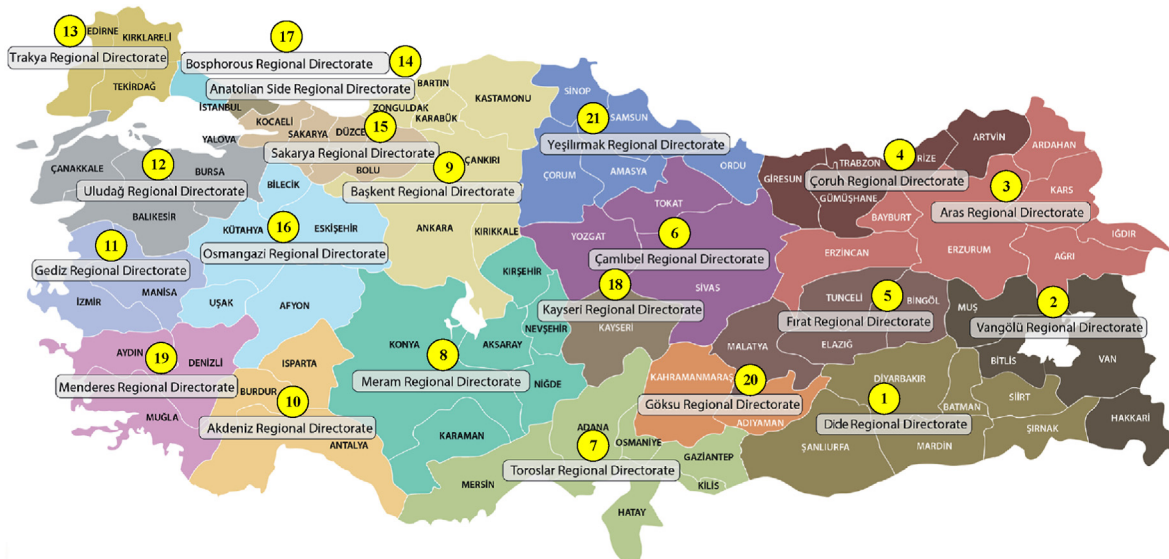 13
EDİRNE
KIRKLARELİ
Trakya Regional Directorate
TEKİRDAĞ
17
Bosphorous Regional Directorate
14
Anatolian Side Regional Directorate
İSTANBUL
KOCAELİ
YALOVA
SAKARYA
DÜZCE
15
Sakarya Regional Directorate
BOLU
BARTIN
ZONGULDAK
KARABÜK
KASTAMONU
ÇANKIRI
9
Başkent Regional Directorate
ANKARA
KIRIKKALE
SİNOP
SAMSUN
21
Yeşilırmak Regional Directorate
ÇORUM
AMASYA
ORDU
TRABZON
RİZE
ARTVİN
4
Çoruh Regional Directorate
GİRESUN
GÜMÜŞHANE
ARDAHAN
KARS
3
Aras Regional Directorate
BAYBURT
ERZİNCAN
ERZURUM
IĞDIR
AĞRI
ÇANAKKALE
12
BURSA
Uludağ Regional Directorate
BALIKESİR
BİLECİK
KÜTAHYA
16
ESKİŞEHİR
Osmangazi Regional Directorate
UŞAK
AFYON
11
Gediz Regional Directorate
İZMİR
MANİSA
TOKAT
YOZGAT
6
Çamlıbel Regional Directorate
SİVAS
18
Kayseri Regional Directorate
KAYSERİ
KIRŞEHİR
NEVŞEHİR
KONYA
AKSARAY
8
Meram Regional Directorate
NİĞDE
KARAMAN
TUNCELİ
5
BİNGÖL
Fırat Regional Directorate
MALATYA
ELAZIĞ
MUŞ
2
Vangölü Regional Directorate
BİTLİS
VAN
HAKKARİ
AYDIN
19
DENİZLİ
Menderes Regional Directorate
MUĞLA
ISPARTA
BURDUR
10
Akdeniz Regional Directorate
ANTALYA
KAHRAMANMARAŞ
20
Göksu Regional Directorate
ADIYAMAN
DİYARBAKIR
1
BATMAN
SİİRT
Dide Regional Directorate
ŞIRNAK
ŞANLIURFA
MARDİN
ADANA
OSMANİYE
7
GAZİANTEP
Toroslar Regional Directorate
MERSİN
KİLİS
HATAY